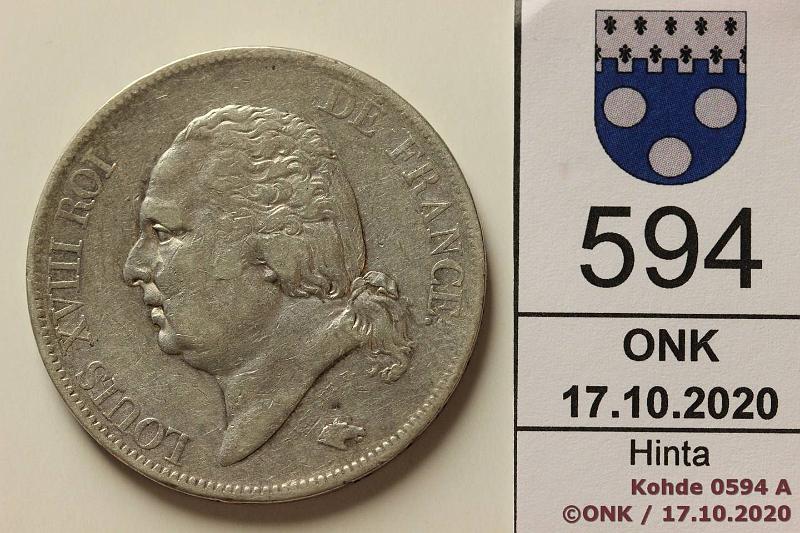 LOUIS XVIII ROI DE FRANCE.
594
ONK
17.10.2020
Hinta
Kohde 0594 A
©ONK / 17.10.2020